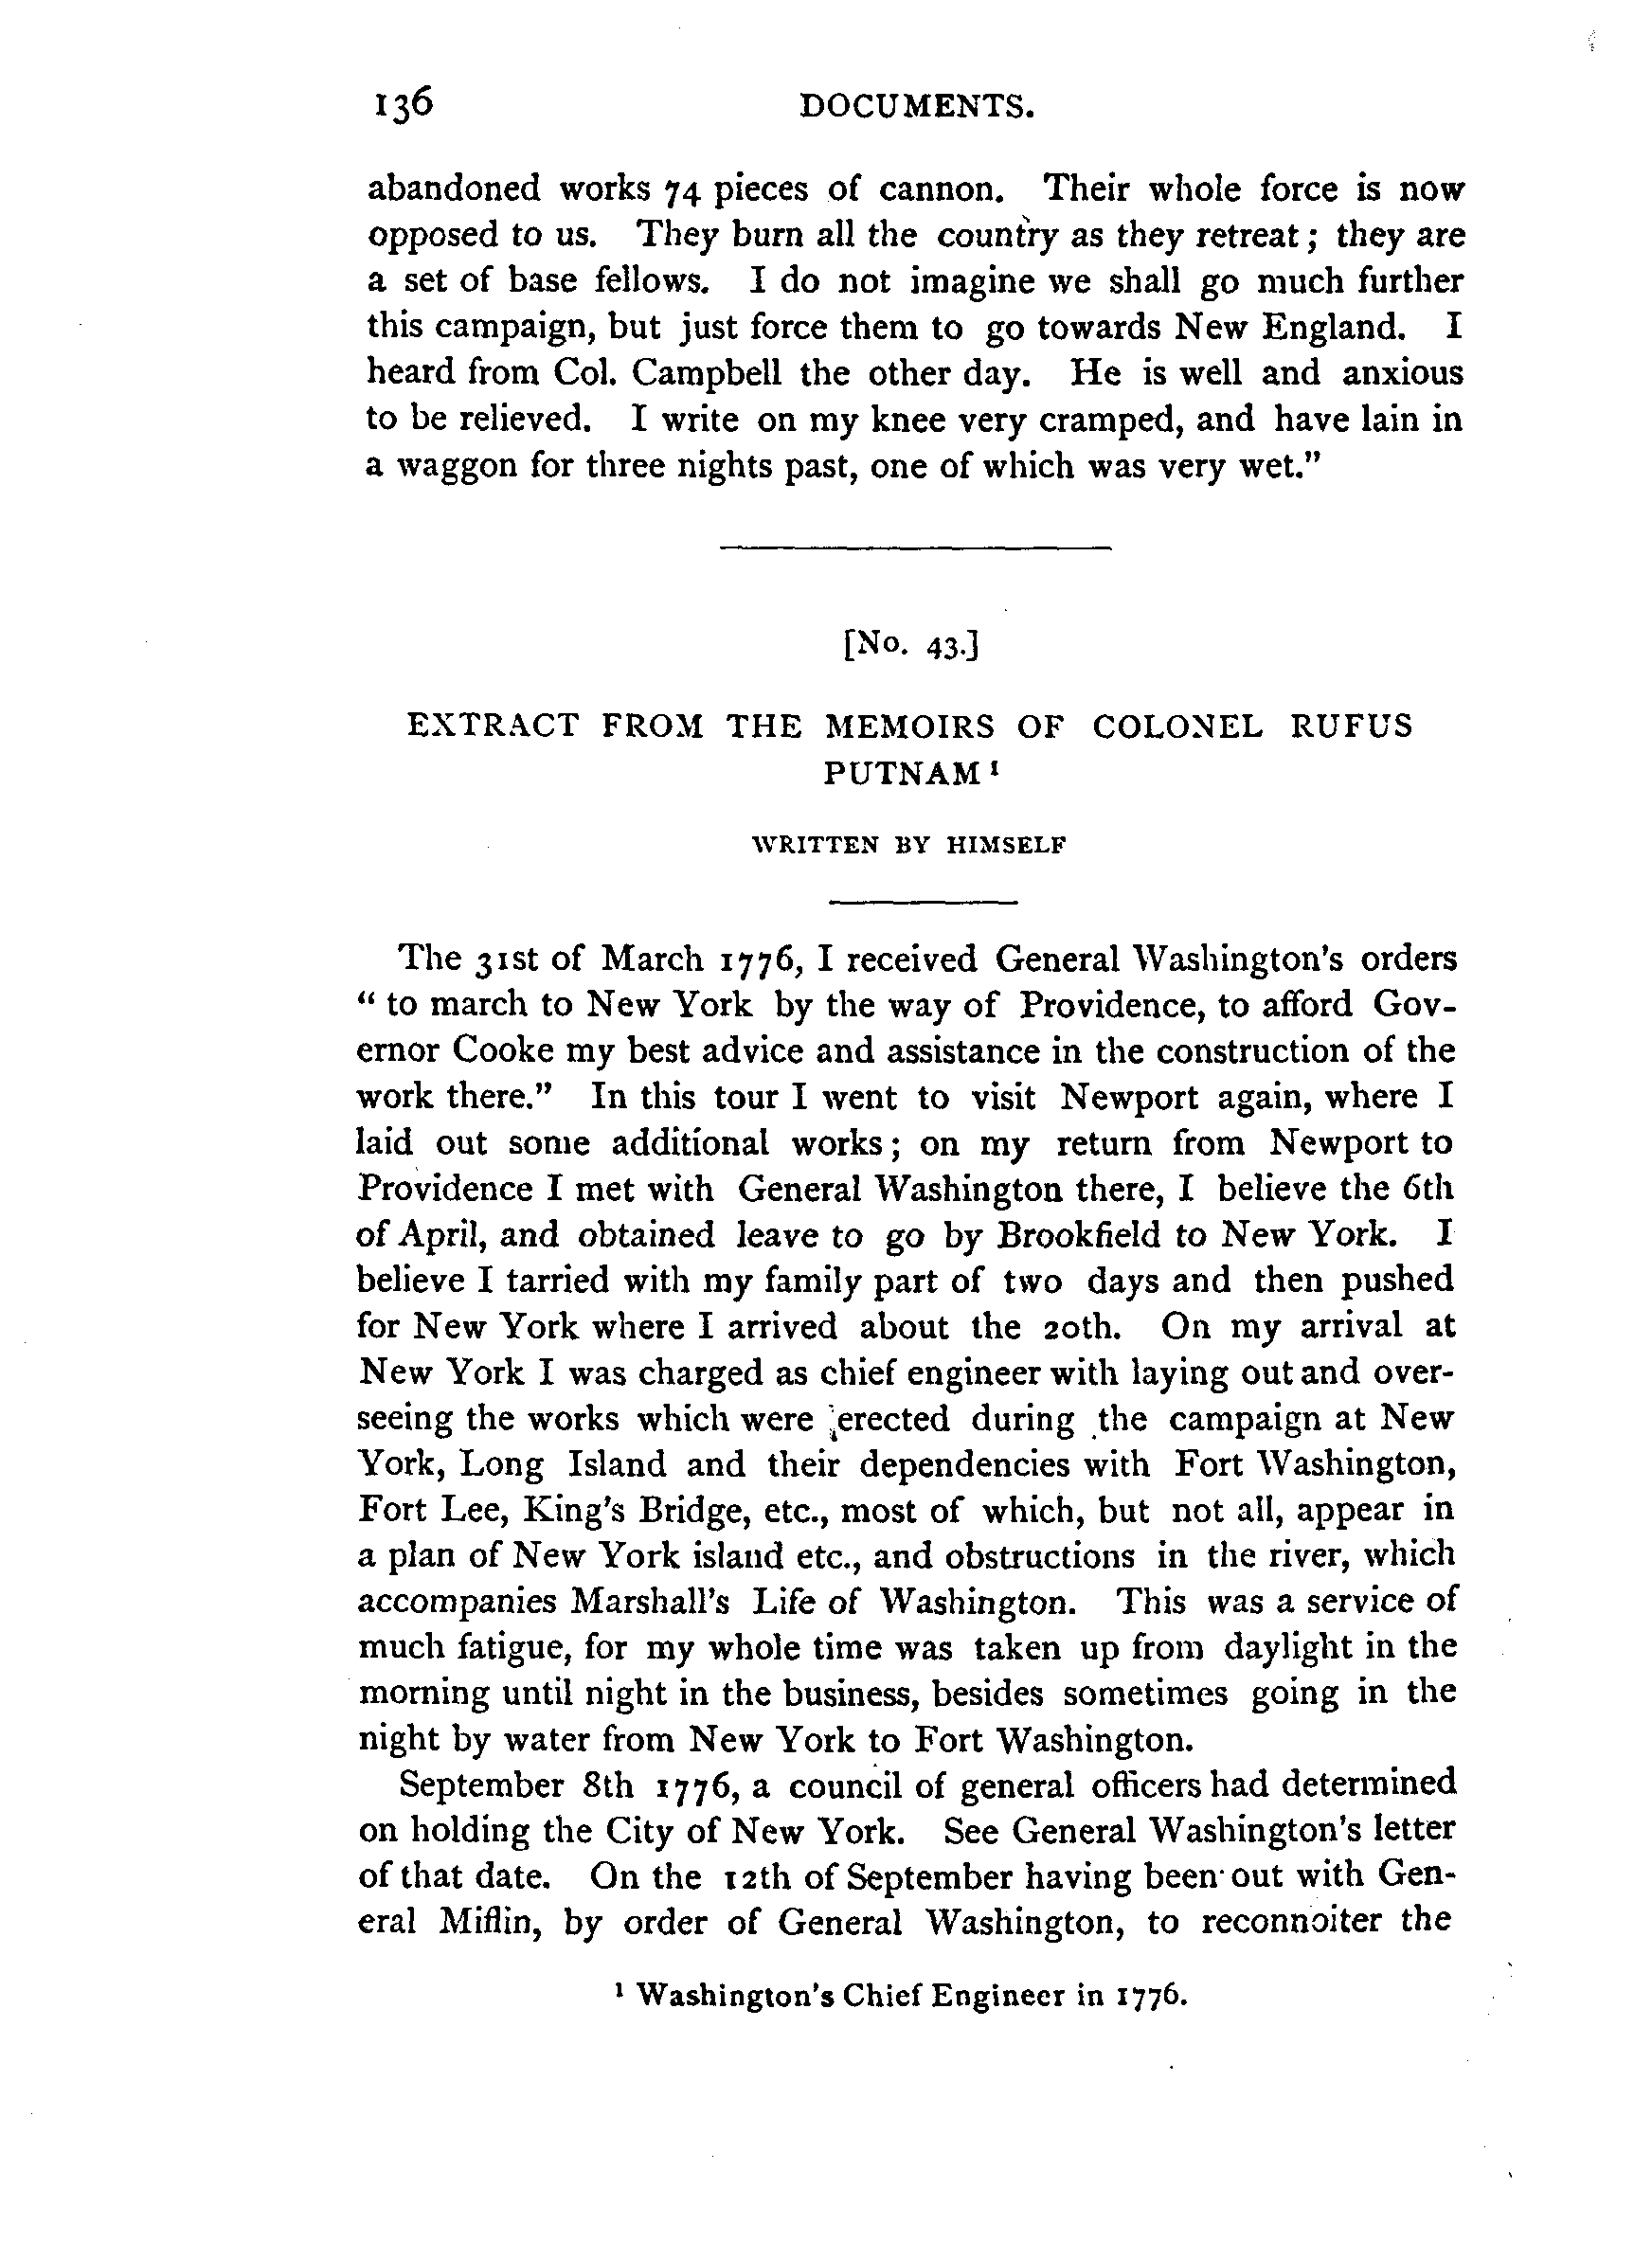 136 DOCUMENTS.
abandoned works 74 pieces of cannon. Their whole force is now
opposed to us. They burn all the country as they retreat; they are
a set of base fellows. I do not imagine we shall go much further
this campaign, but just force them to go towards New England. I
heard from Col. Campbell the other day. He is well and anxious
to be relieved. I write on my knee very cramped, and have lain in
a waggon for three nights past, one of which was very wet."
[No. 43.]
EXTRACT FROM THE MEMOIRS OF COLONEL RUFUS
PUTNAM ¹
WRITTEN BY HIMSELF
The 31st of March 1776, I received General Washington's orders
" to march to New York by the way of Providence, to afford Gov-
ernor Cooke my best advice and assistance in the construction of the
work there." In this tour I went to visit Newport again, where I
laid out some additional works; on my return from Newport to
Providence I met with General Washington there, I believe the 6th
of April, and obtained leave to go by Brookfield to New York. I
believe I tarried with my family part of two days and then pushed
for New York where I arrived about the 20th. On my arrival at
New York I was charged as chief engineer with laying out and over-
seeing the works which were erected during the campaign at New
York, Long Island and their dependencies with Fort Washington,
Fort Lee, King's Bridge, etc., most of which, but not all, appear in
a plan of New York island etc., and obstructions in the river, which
accompanies Marshall's Life of Washington. This was a service of
much fatigue, for my whole time was taken up from daylight in the
morning until night in the business, besides sometimes going in the
night by water from New York to Fort Washington.
September 8th 1776, a council of general officers had determined
on holding the City of New York. See General Washington's letter
of that date. On the 12th of September having been out with Gen-
eral Miflin, by order of General Washington, to reconnoiter the
¹ Washington's Chief Engineer in 1776.